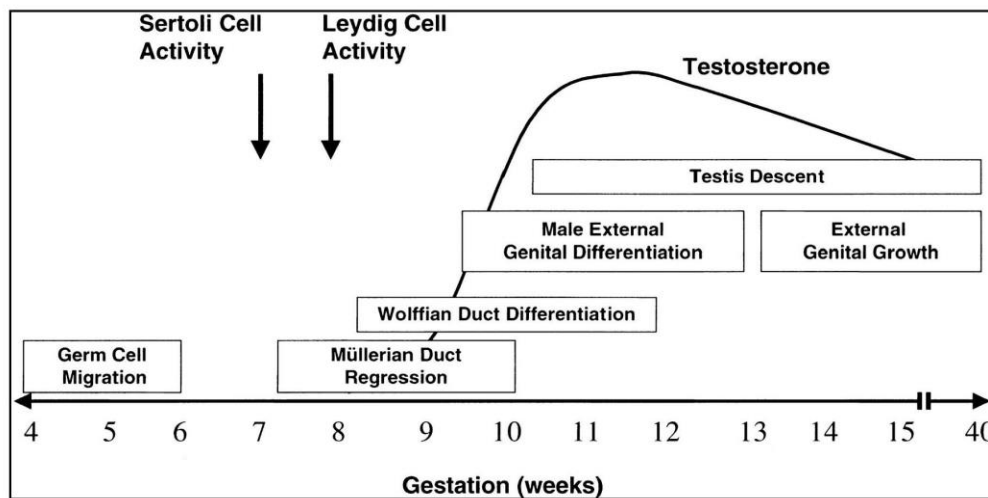 Sertoli Cell
Activity
Leydig Cell
Activity
Testosterone
Testis Descent
Male External
Genital Differentiation
External
Genital Growth
Wolffian Duct Differentiation
Germ Cell
Migration
Müllerian Duct
Regression
4 5 6 7 8 9 10 11 12 13 14 15 40
Gestation (weeks)